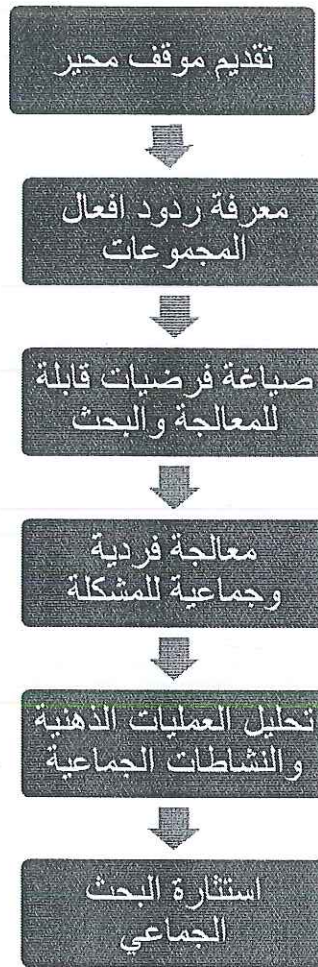 تقديم موقف محير
معرفة ردود افعال
المجموعات
صياغة فرضيات قابلة
للمعالجة والبحث
معالجة فردية
وجماعية للمشكلة
تحليل العمليات الذهنية
والنشاطات الجماعية
استثارة البحث
الجماعي